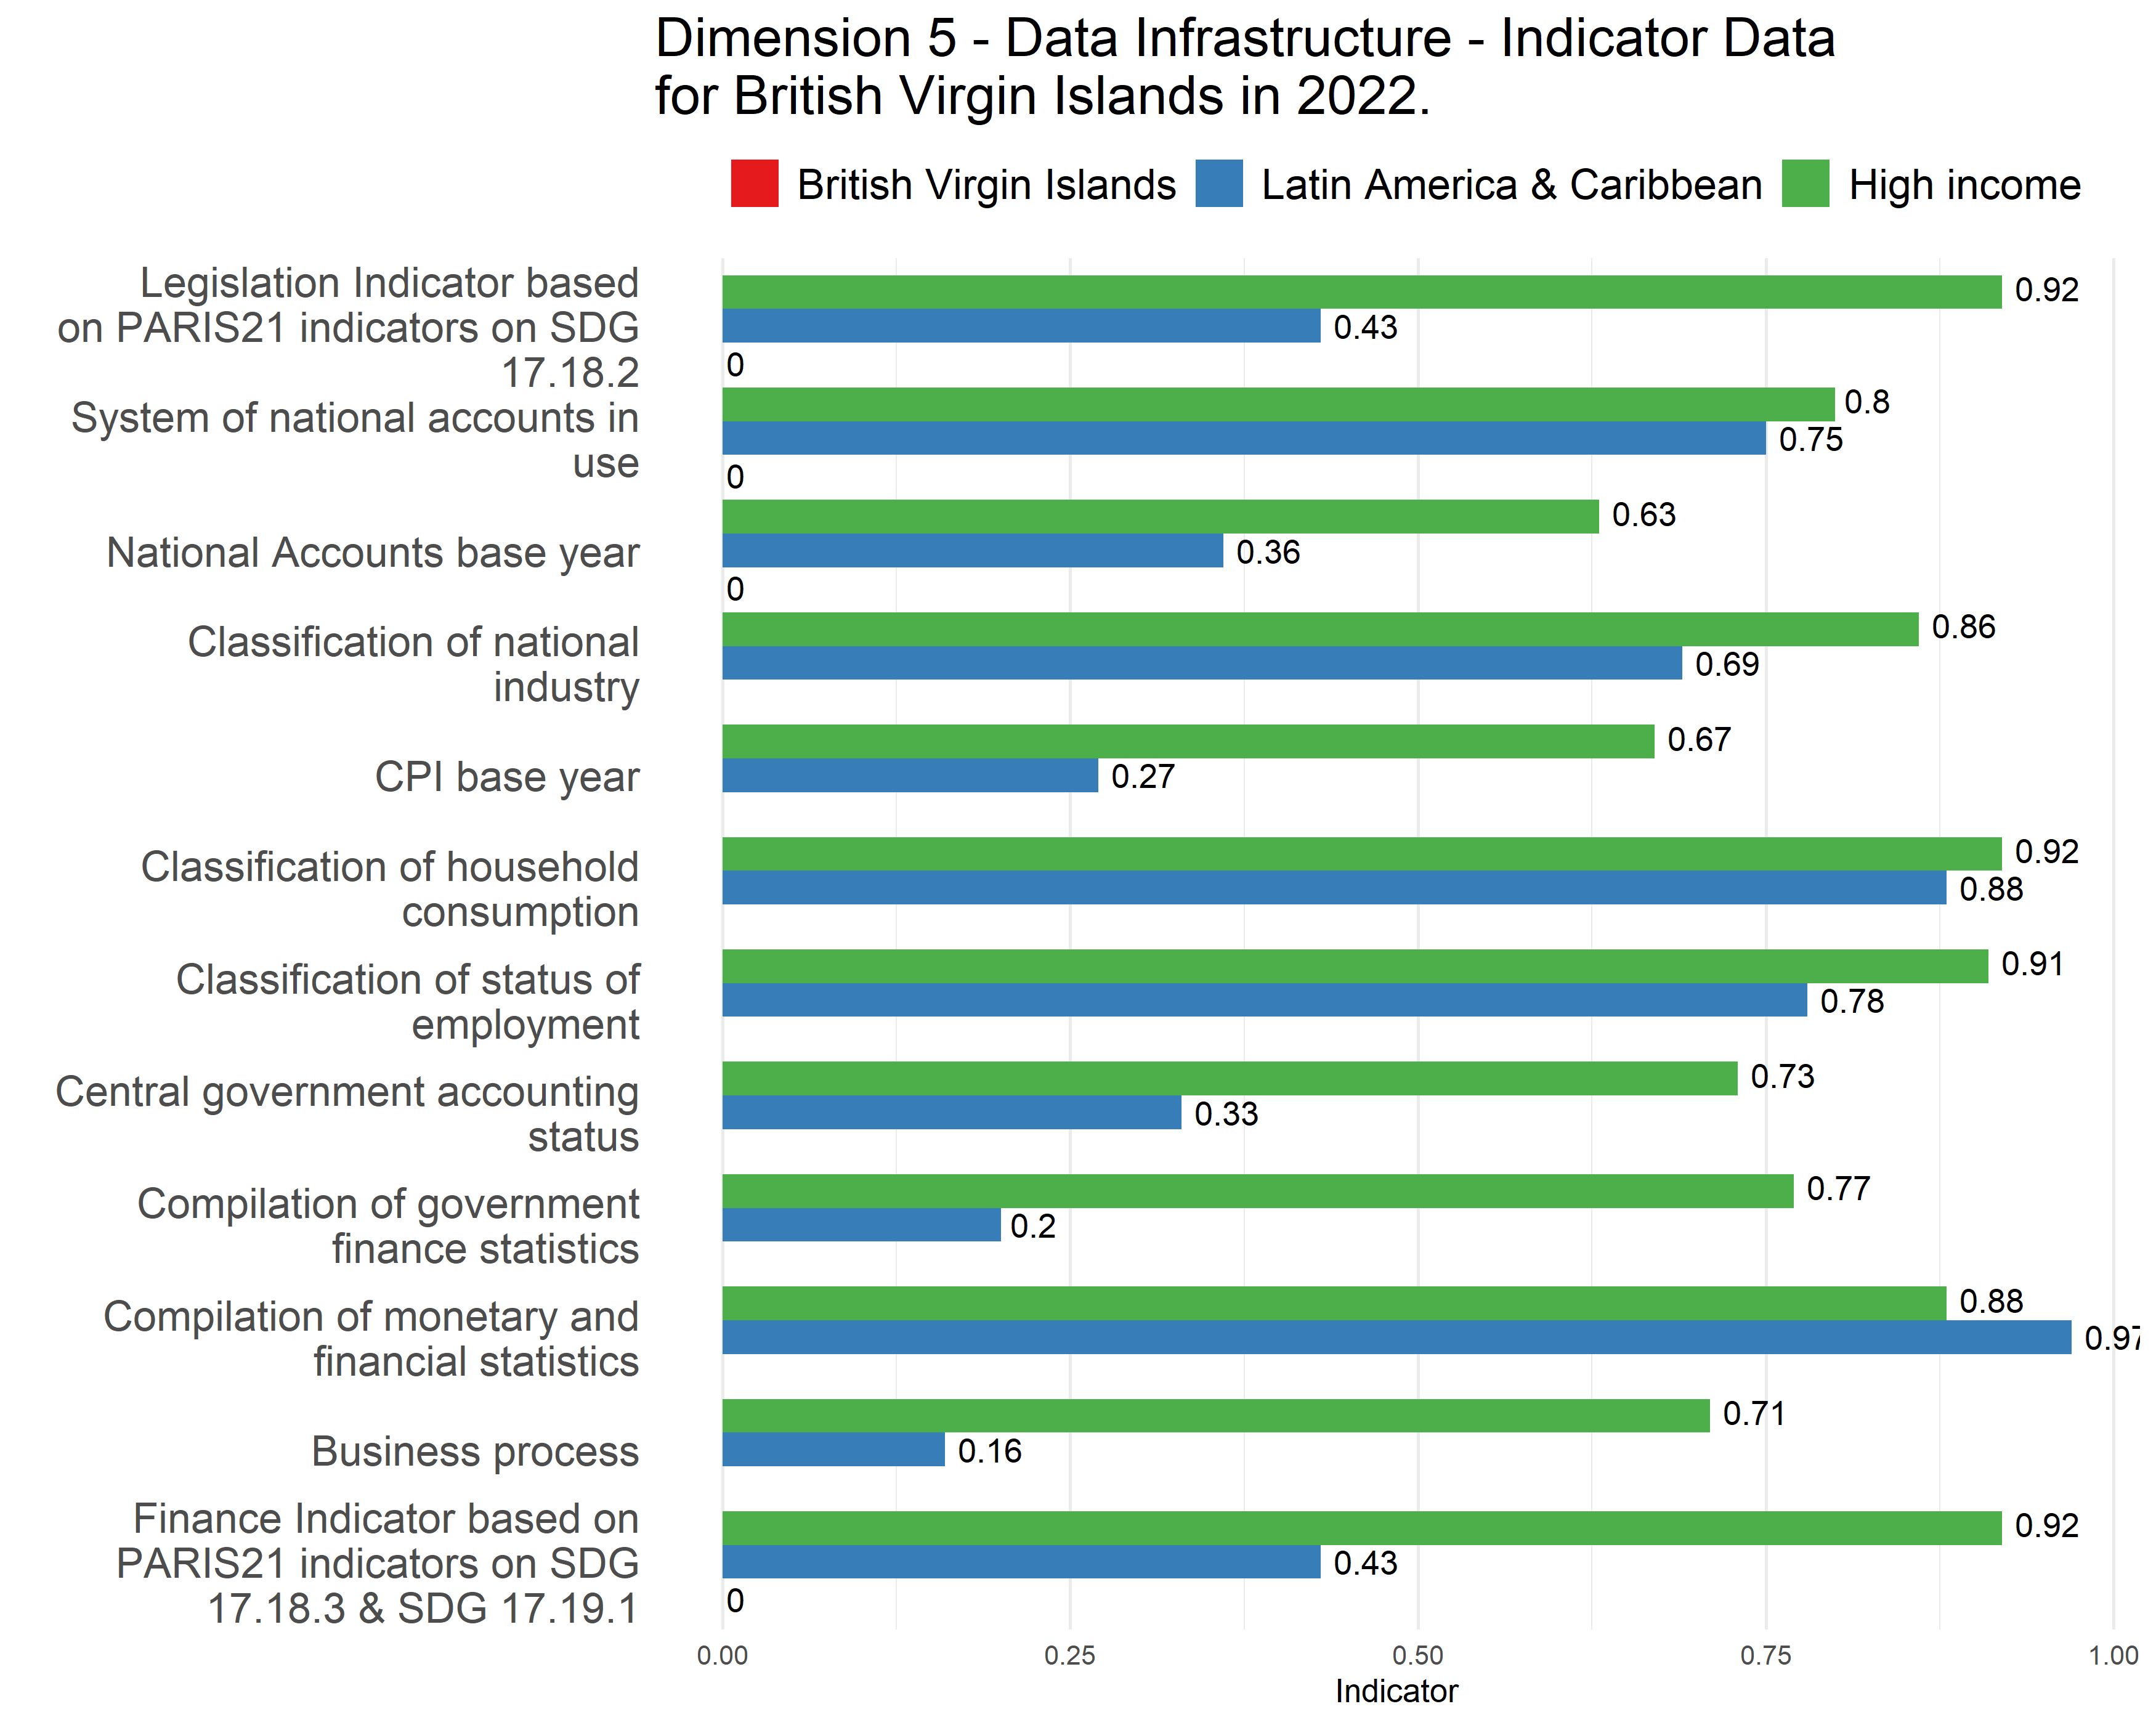 Dimension 5 - Data Infrastructure - Indicator Data
for British Virgin Islands in 2022.
British Virgin Islands
Latin America & Caribbean
High income
Legislation Indicator based
on PARIS21 indicators on SDG
17.18.2
0.92
0.43
0
System of national accounts in
use
0.8
0.75
0
National Accounts base year
0.63
0.36
0
Classification of national
industry
0.86
0.69
CPI base year
0.67
0.27
Classification of household
consumption
0.92
0.88
Classification of status of
employment
0.91
0.78
Central government accounting
status
0.73
0.33
Compilation of government
finance statistics
0.77
0.2
Compilation of monetary and
financial statistics
0.88
0.97
Business process
0.71
0.16
Finance Indicator based on
PARIS21 indicators on SDG
17.18.3 & SDG 17.19.1
0.92
0.43
0
0.00
0.25
0.50
0.75
1.00
Indicator